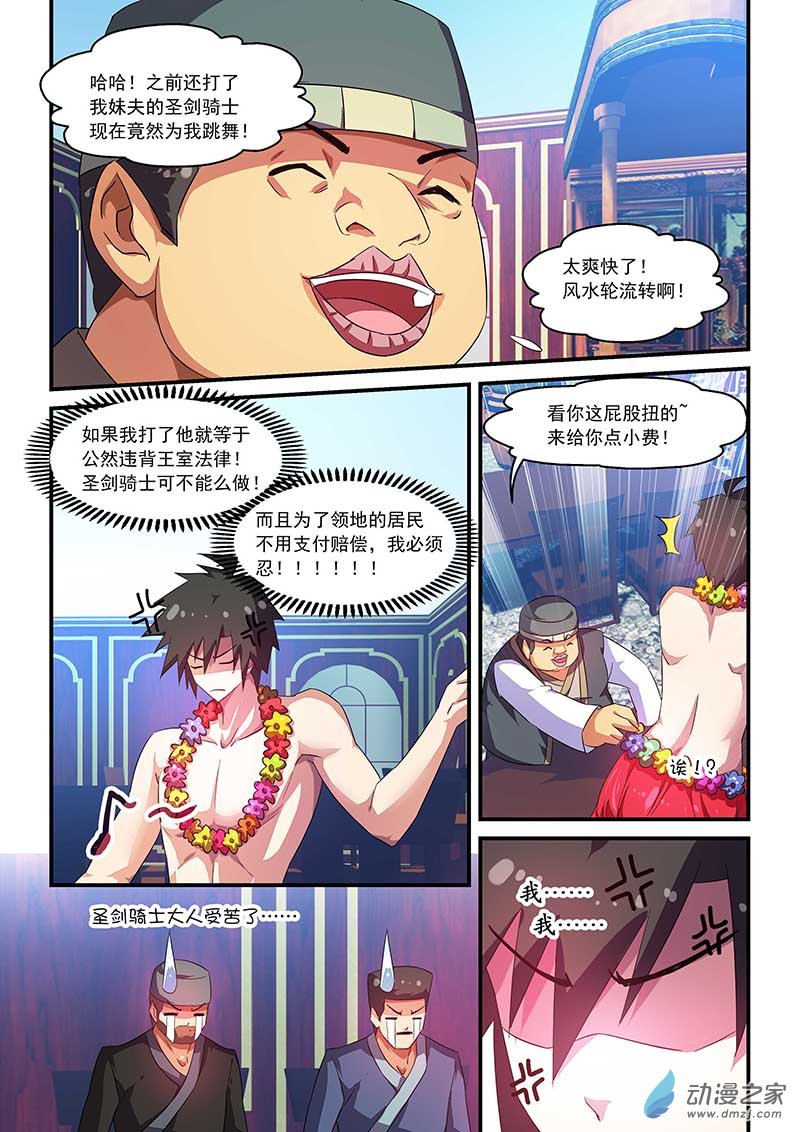 哈哈！之前还打了
我妹夫的圣剑骑士
现在竟然为我跳舞！
太爽快了！
风水轮流转啊！
如果我打了他就等于
公然违背王室法律！
圣剑骑士可不能么做！
而且为了领地的居民
不用支付赔偿，我必须
忍！！！！！！
看你这屁股扭的~
来给你点小费！
诶！？
圣剑骑士大人受苦了……
我……
我……
动漫之家
www.dmzj.com